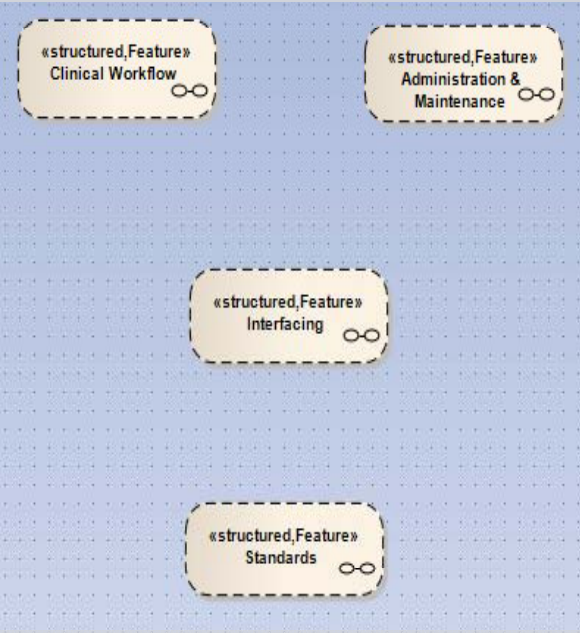 «structured,Feature»
Clinical Workflow
«structured,Feature»
Administration &
Maintenance
«structured,Feature»
Interfacing
«structured,Feature»
Standards